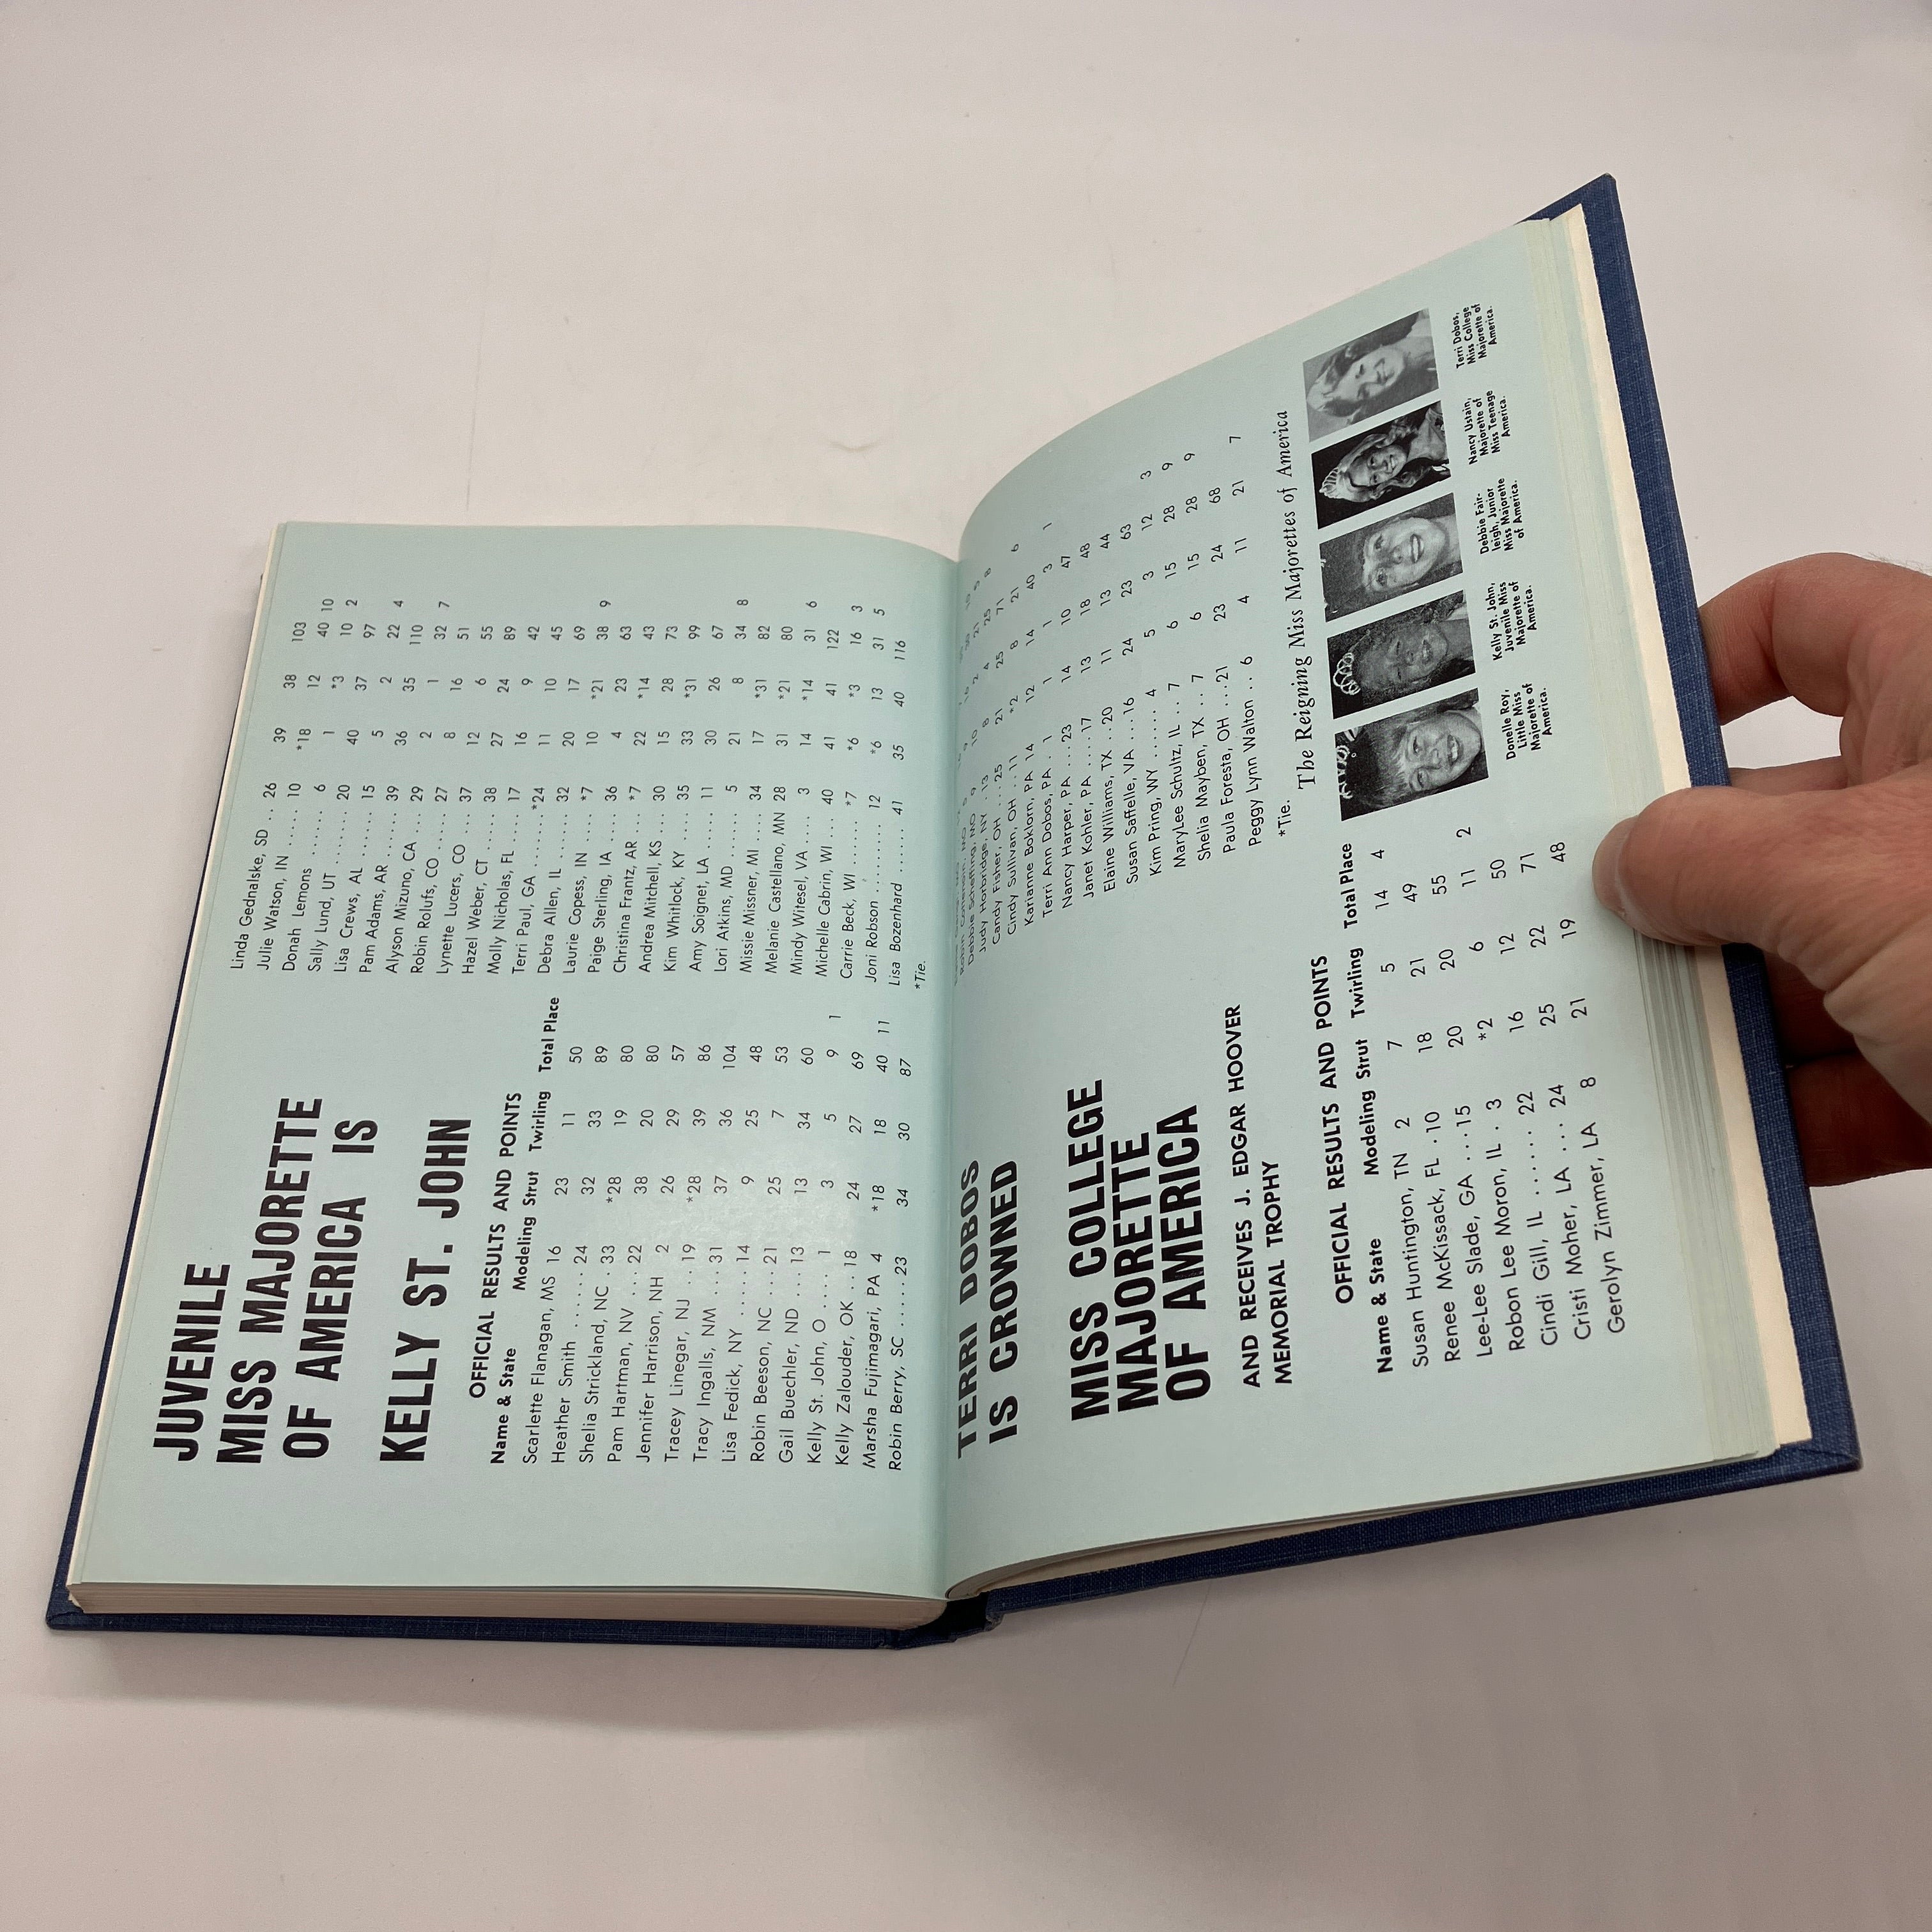 JUVENILE
MISS MAJORETTE
OF AMERICA IS
KELLY ST. JOHN
OFFICIAL RESULTS AND POINTS
Name & State Modeling Strut Twirling Total Place
Scarlette Flanagan, MS 16 23 11 50
Heather Smith ...... 24 32 33 89
Shelia Strickland, NC . 33 *28 19 80
Pam Hartman, NV ... 22 38 20 80
Jennifer Harrison, NH 2 26 29 57
Tracey Linegar, NJ .. 19 *28 39 86
Tracy Ingalls, NM ... 31 37 36 104
Lisa Fedick, NY ..... 14 9 25 48
Robin Beeson, NC ... 21 25 7 53
Gail Buechler, ND ... 13 13 34 60
Kelly St. John, O .... 1 3 5 9 1
Kelly Zalouder, OK .. 18 24 27 69
Marsha Fujimagari, PA 4 *18 18 40 11
Robin Berry, SC ..... 23 34 30 87
Linda Gednalske, SD .. 26 39 38 103
Julie Watson, IN ..... 10 *18 12 40 10
Donah Lemons ...... 6 1 *3 10 2
Sally Lund, UT ....... 20 40 37 97
Lisa Crews, AL ...... 15 5 2 22 4
Pam Adams, AR ...... 39 36 35 110
Alyson Mizuno, CA ... 29 2 1 32 7
Robin Rolufs, CO .... 27 8 16 51
Lynette Lucers, CO ... 37 12 6 55
Hazel Weber, CT ..... 38 27 24 89
Molly Nicholas, FL .... 17 16 9 42
Terri Paul, GA ....... *24 11 10 45
Debra Allen, IL ...... 32 20 17 69
Laurie Copess, IN .... *7 10 *21 38 9
Paige Sterling, IA .... 36 4 23 63
Christina Frantz, AR .. *7 22 *14 43
Andrea Mitchell, KS ... 30 15 28 73
Kim Whitlock, KY .... 35 33 *31 99
Amy Soignet, LA ..... 11 30 26 67
Lori Atkins, MD ...... 5 21 8 34 8
Missie Missner, MI .... 34 17 *31 82
Melanie Castellano, MN 28 31 *21 80
Mindy Witesel, VA ... 3 14 *14 31 6
Michelle Cabrin, WI ... 40 41 41 122
Carrie Beck, WI ...... *7 *6 *3 16 3
Joni Robson .......... 12 *6 13 31 5
Lisa Bozenhard ...... 41 35 40 116
*Tie.
TERRI DOBOS
IS CROWNED
MISS COLLEGE
MAJORETTE
OF AMERICA
AND RECEIVES J. EDGAR HOOVER
MEMORIAL TROPHY
OFFICIAL RESULTS AND POINTS
Name & State Modeling Strut Twirling Total Place
Susan Huntington, TN 2 7 5 14 4
Renee McKissack, FL . 10 18 21 49
Lee-Lee Slade, GA ... 15 20 20 55
Robon Lee Moron, IL . 3 *2 6 11 2
Cindi Gill, IL ....... 22 16 12 50
Cristi Moher, LA .... 24 25 22 71
Gerolyn Zimmer, LA 8 21 19 48
Debbie Scheffling, MO
Judy Horbridge, NY . 13 8 4 25 8
Candy Fisher, OH ... 25 21 25 71
Cindy Sullivan, OH .. 11 *2 8 21 6
Karianne Boklorn, PA 14 12 14 40
Terri Ann Dobos, PA . 1 1 1 3 1
Nancy Harper, PA ... 23 14 10 47
Janet Kohler, PA .... 17 13 18 48
Elaine Williams, TX .. 20 11 13 44
Susan Saffelle, VA ... 16 24 23 63
Kim Pring, WY ....... 4 5 3 12 3
MaryLee Schultz, IL ... 7 6 15 28 9
Shelia Mayben, TX .. 7 6 15 28 9
Paula Foresta, OH ... 21 23 24 68
Peggy Lynn Walton .. 6 4 11 21 7
*Tie.
The Reigning Miss Majorettes of America
Donelle Roy,
Little Miss
Majorette of
America.
Kelly St. John,
Juvenile Miss
Majorette of
America.
Debbie Fair-
leigh, Junior
Miss Majorette
of America.
Nancy Ustain,
Majorette of
Miss Teenage
America.
Terri Dobos,
Miss College
Majorette of
America.